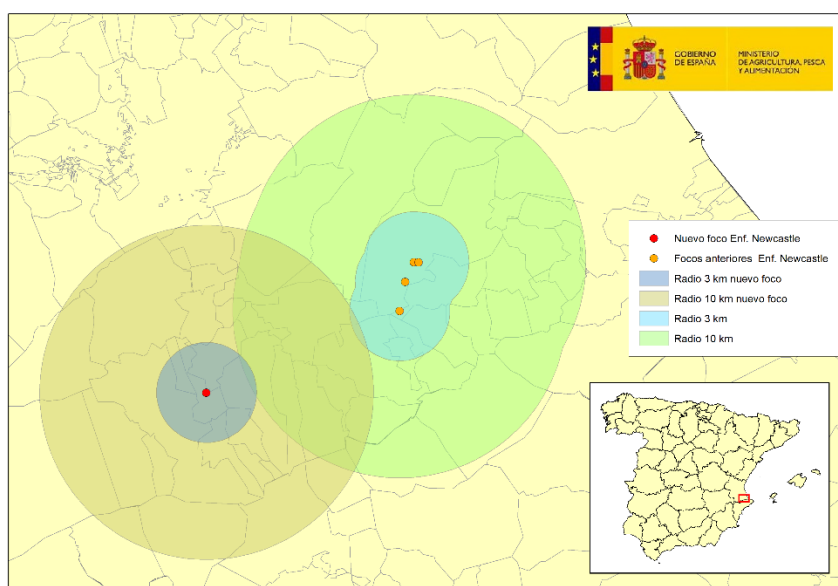 GOBIERNO
DE ESPAÑA
MINISTERIO
DE AGRICULTURA, PESCA
Y ALIMENTACIÓN
Nuevo foco Enf. Newcastle
Focos anteriores Enf. Newcastle
Radio 3 km nuevo foco
Radio 10 km nuevo foco
Radio 3 km
Radio 10 km